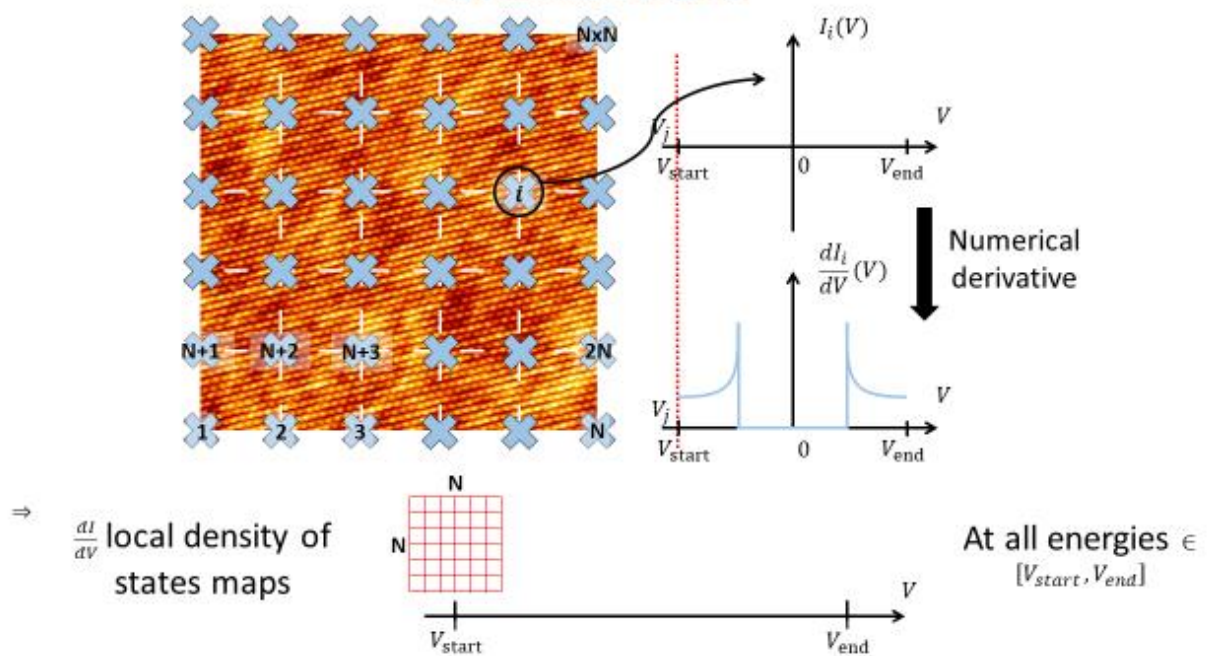 NxN
i
N+1 N+2 N+3 2N
1 2 3 N
I_i(V)
V
V_j
V_start 0 V_end
Numerical
derivative
dI_i/dV (V)
V
V_j
V_start 0 V_end
⇒
dI/dV local density of
states maps
N
N
V
V_start V_end
At all energies ∈
[V_start, V_end]